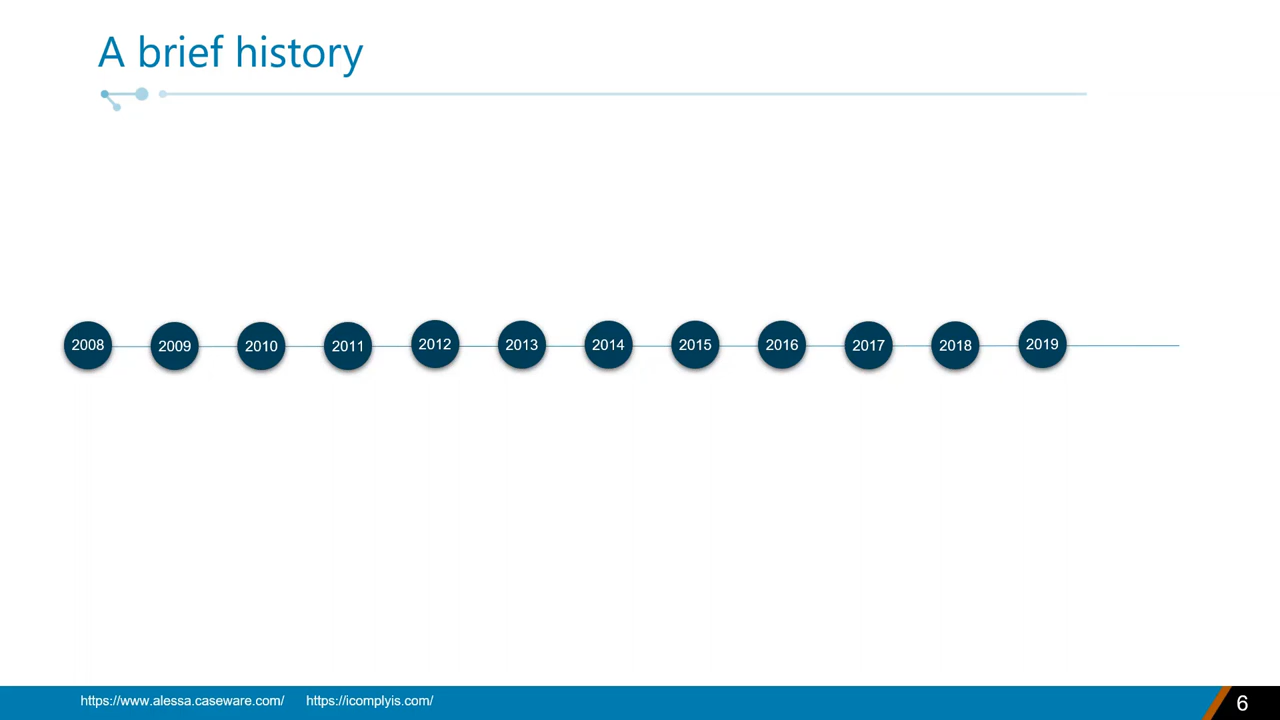 A brief history
2008 2009 2010 2011 2012 2013 2014 2015 2016 2017 2018 2019
https://www.alessa.caseware.com/ https://icomplyis.com/ 6